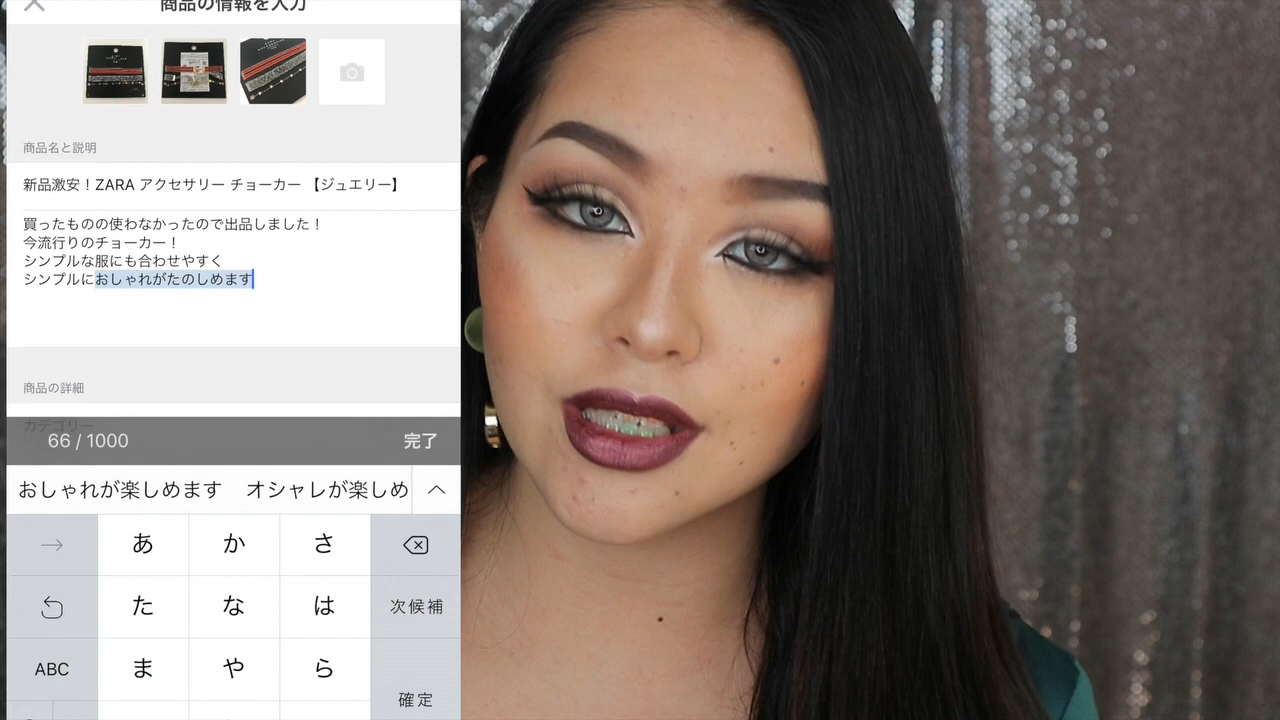 商品の情報を入力
商品名と説明
新品激安！ZARA アクセサリー チョーカー 【ジュエリー】
買ったものの使わなかったので出品しました！
今流行りのチョーカー！
シンプルな服にも合わせやすく
シンプルにおしゃれがたのしめます
商品の詳細
カテゴリー
66 / 1000
完了
おしゃれが楽しめます オシャレが楽しめ
→ あ か さ
た な は 次候補
ABC ま や ら
確定